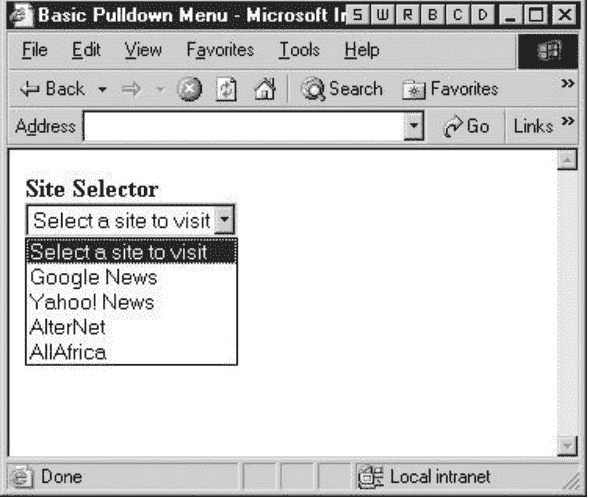 Basic Pulldown Menu - Microsoft Ir S W R B C D
File Edit View Favorites Tools Help
Back Search Favorites »
Address Go Links »
Site Selector
Select a site to visit
Select a site to visit
Google News
Yahoo! News
AlterNet
AllAfrica
Done Local intranet